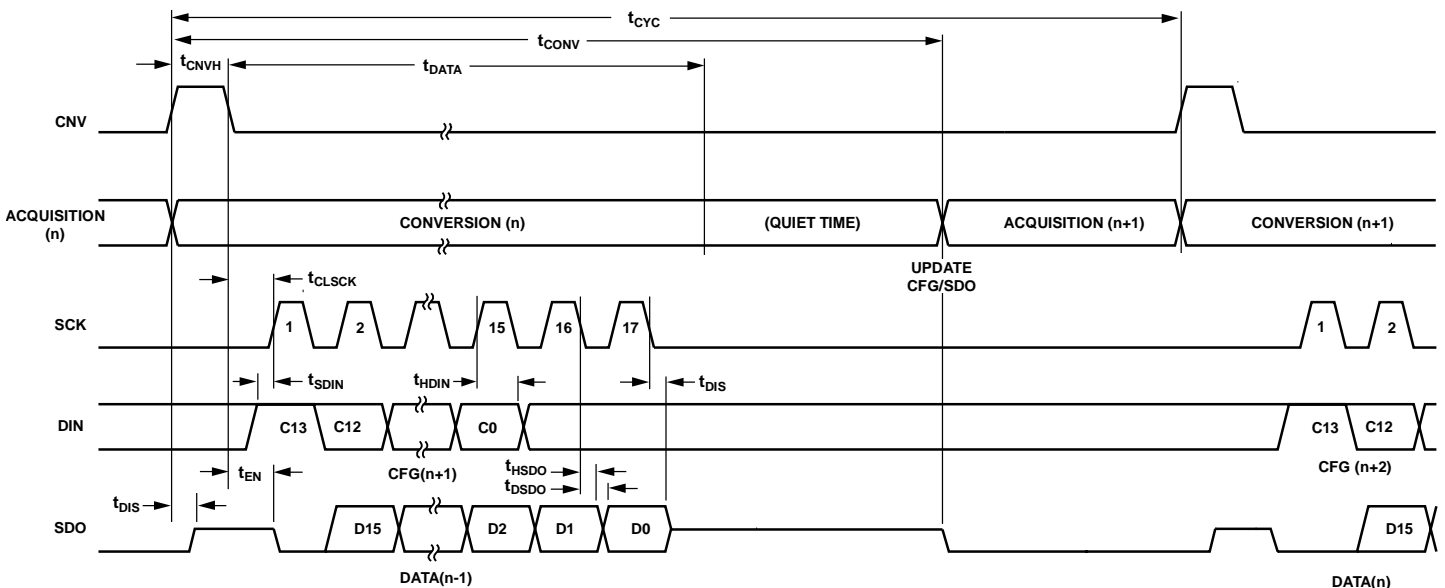 tCYC
tCONV
tCNVH
tDATA
CNV
ACQUISITION
(n)
CONVERSION (n)
(QUIET TIME)
ACQUISITION (n+1)
CONVERSION (n+1)
UPDATE
CFG/SDO
tCLSCK
SCK
1
2
15
16
17
1
2
tSDIN
tHDIN
tDIS
DIN
C13
C12
C0
C13
C12
CFG(n+1)
CFG (n+2)
tEN
tHSDO
tDSDO
tDIS
SDO
D15
D2
D1
D0
D15
DATA(n-1)
DATA(n)